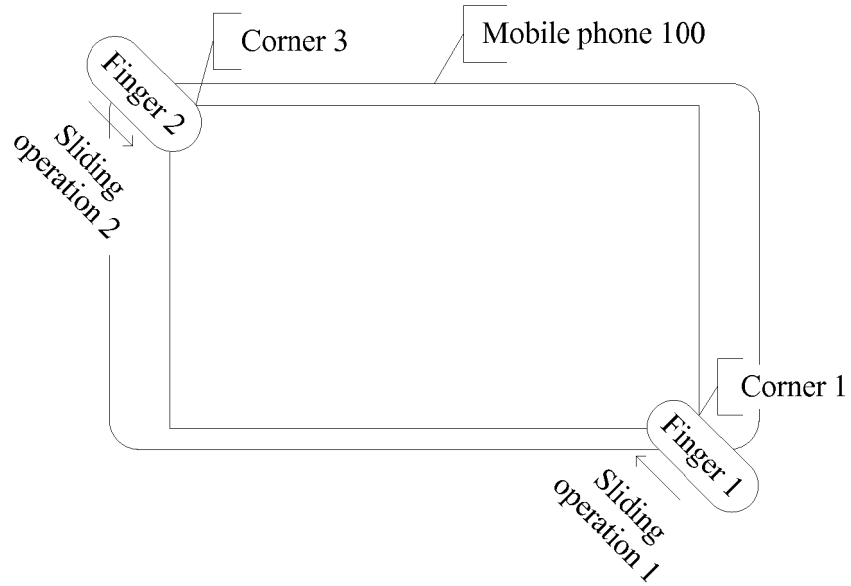 Corner 3
Mobile phone 100
Finger 2
Sliding
operation 2
Corner 1
Finger 1
Sliding
operation 1